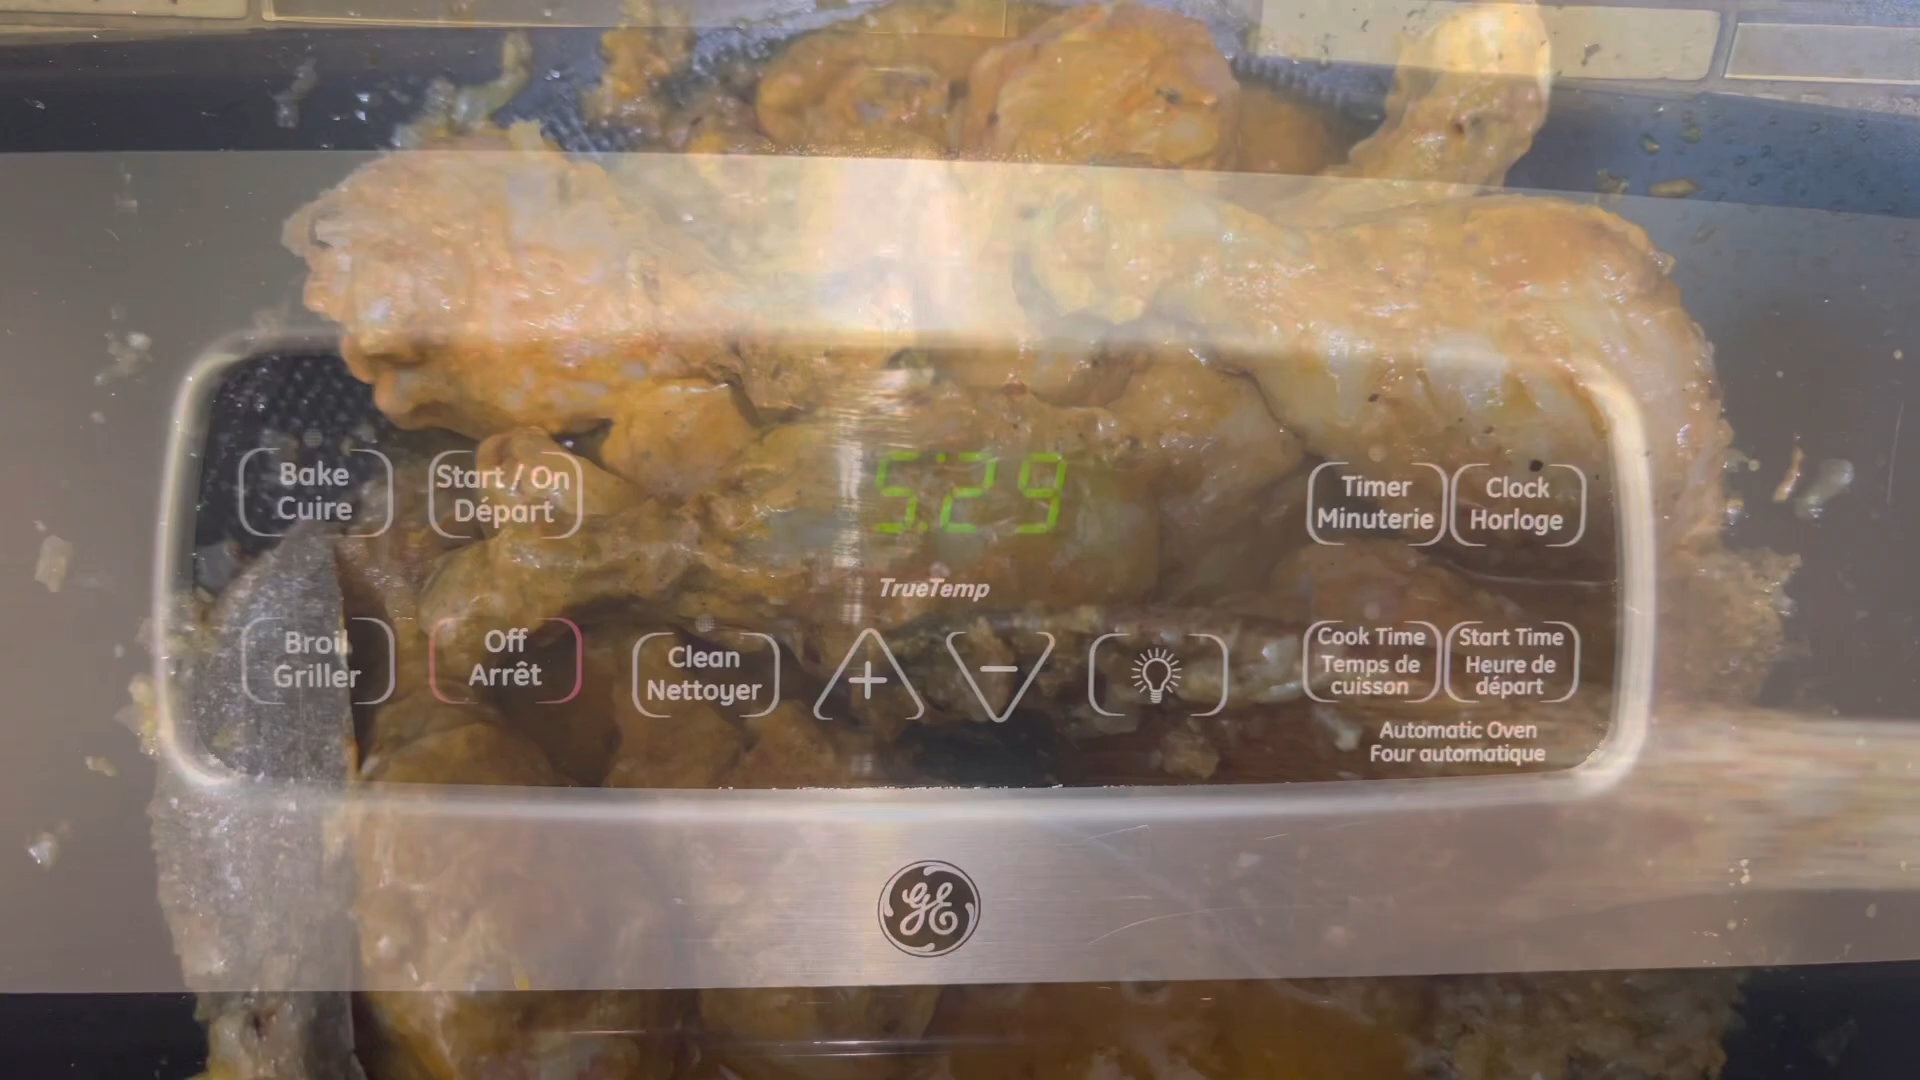 Bake
Cuire
Start / On
Départ
5:29
Timer
Minuterie
Clock
Horloge
TrueTemp
Broil
Griller
Off
Arrêt
Clean
Nettoyer
+
−
Cook Time
Temps de
cuisson
Start Time
Heure de
départ
Automatic Oven
Four automatique
GE